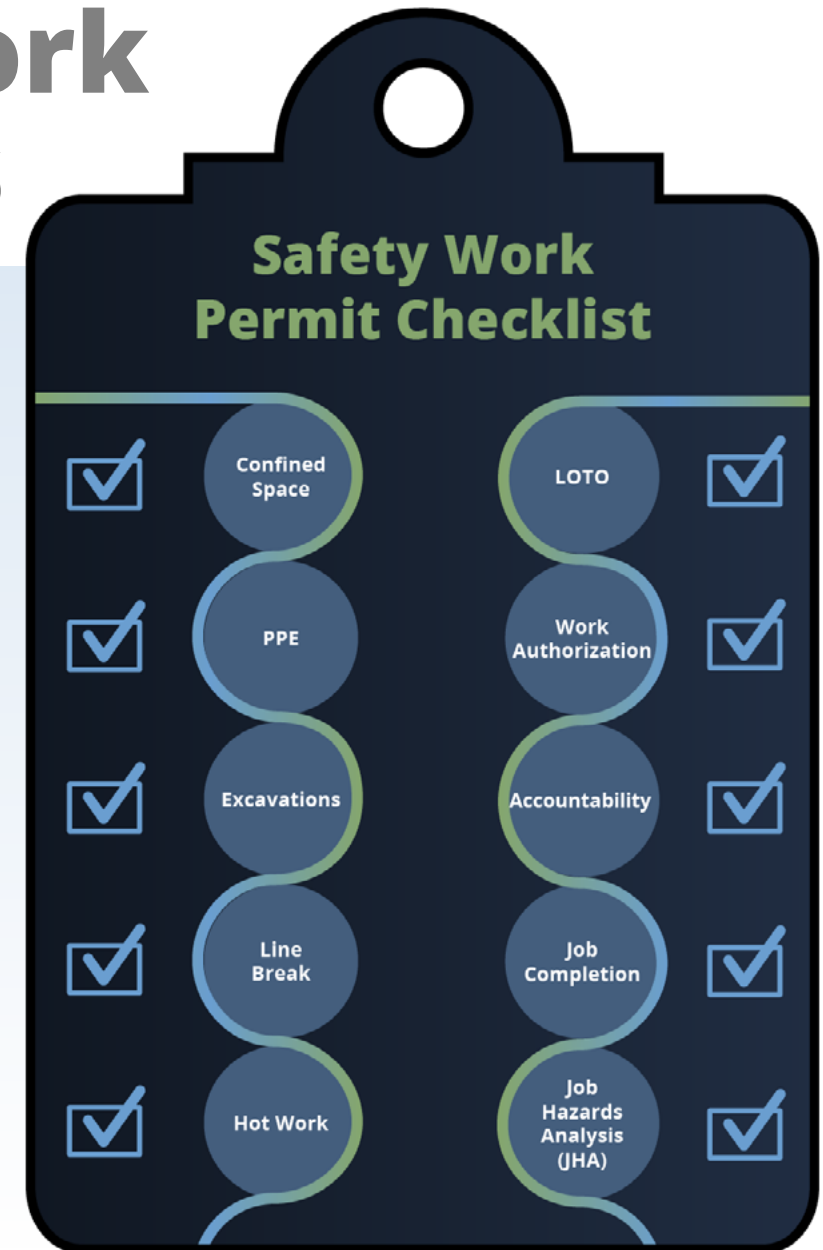 ork
Safety Work
Permit Checklist
Confined
Space
PPE
Excavations
Line
Break
Hot Work
LOTO
Work
Authorization
Accountability
Job
Completion
Job
Hazards
Analysis
(JHA)